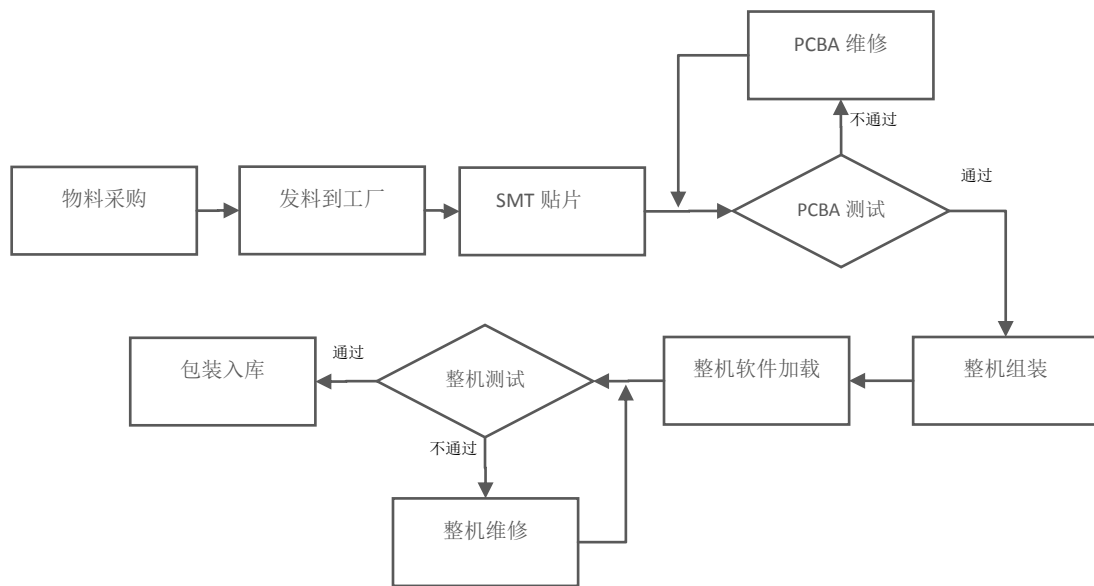 PCBA 维修
不通过
物料采购
发料到工厂
SMT 贴片
PCBA 测试
通过
包装入库
通过
整机测试
整机软件加载
整机组装
不通过
整机维修